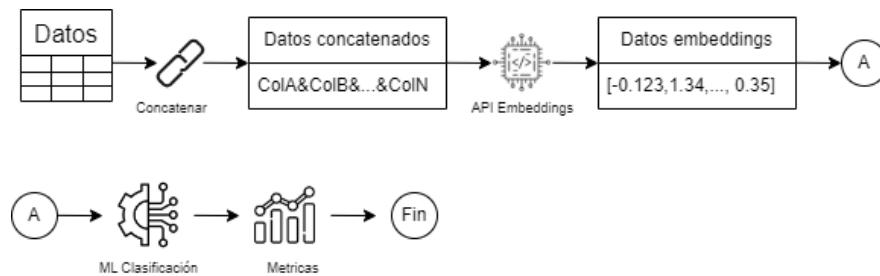 Datos
Concatenar
Datos concatenados
ColA&ColB&...&ColN
API Embeddings
Datos embeddings
[-0.123,1.34,..., 0.35]
A
A
ML Clasificación
Metricas
Fin